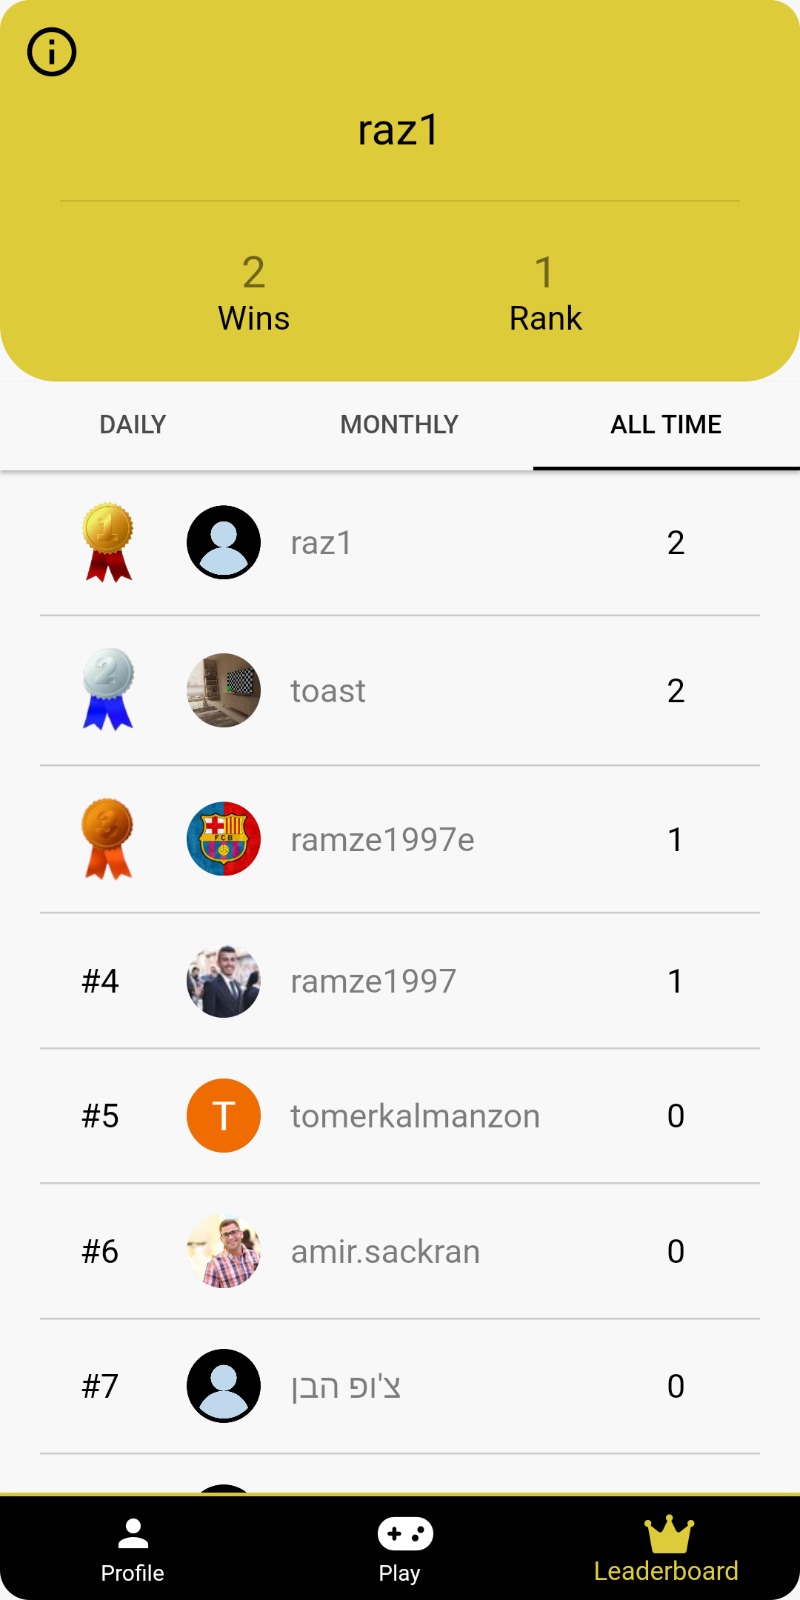 raz1
2 1
Wins Rank
DAILY MONTHLY ALL TIME
1 raz1 2
2 toast 2
3 FCB ramze1997e 1
#4 ramze1997 1
#5 T tomerkalmanzon 0
#6 amir.sackran 0
#7 צ'ופ הבן 0
Profile Play Leaderboard